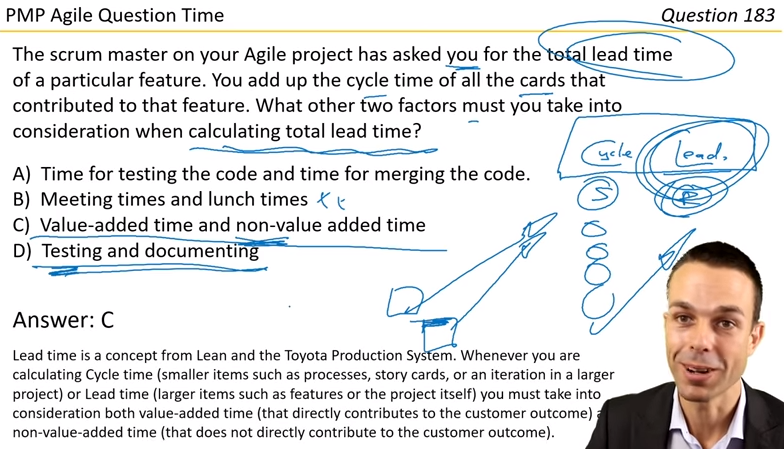 PMP Agile Question Time
Question 183
The scrum master on your Agile project has asked you for the total lead time
of a particular feature. You add up the cycle time of all the cards that
contributed to that feature. What other two factors must you take into
consideration when calculating total lead time?
Cycle Lead
S P
A) Time for testing the code and time for merging the code.
B) Meeting times and lunch times
C) Value-added time and non-value added time
D) Testing and documenting
Answer: C
Lead time is a concept from Lean and the Toyota Production System. Whenever you are
calculating Cycle time (smaller items such as processes, story cards, or an iteration in a larger
project) or Lead time (larger items such as features or the project itself) you must take into
consideration both value-added time (that directly contributes to the customer outcome)
non-value-added time (that does not directly contribute to the customer outcome).